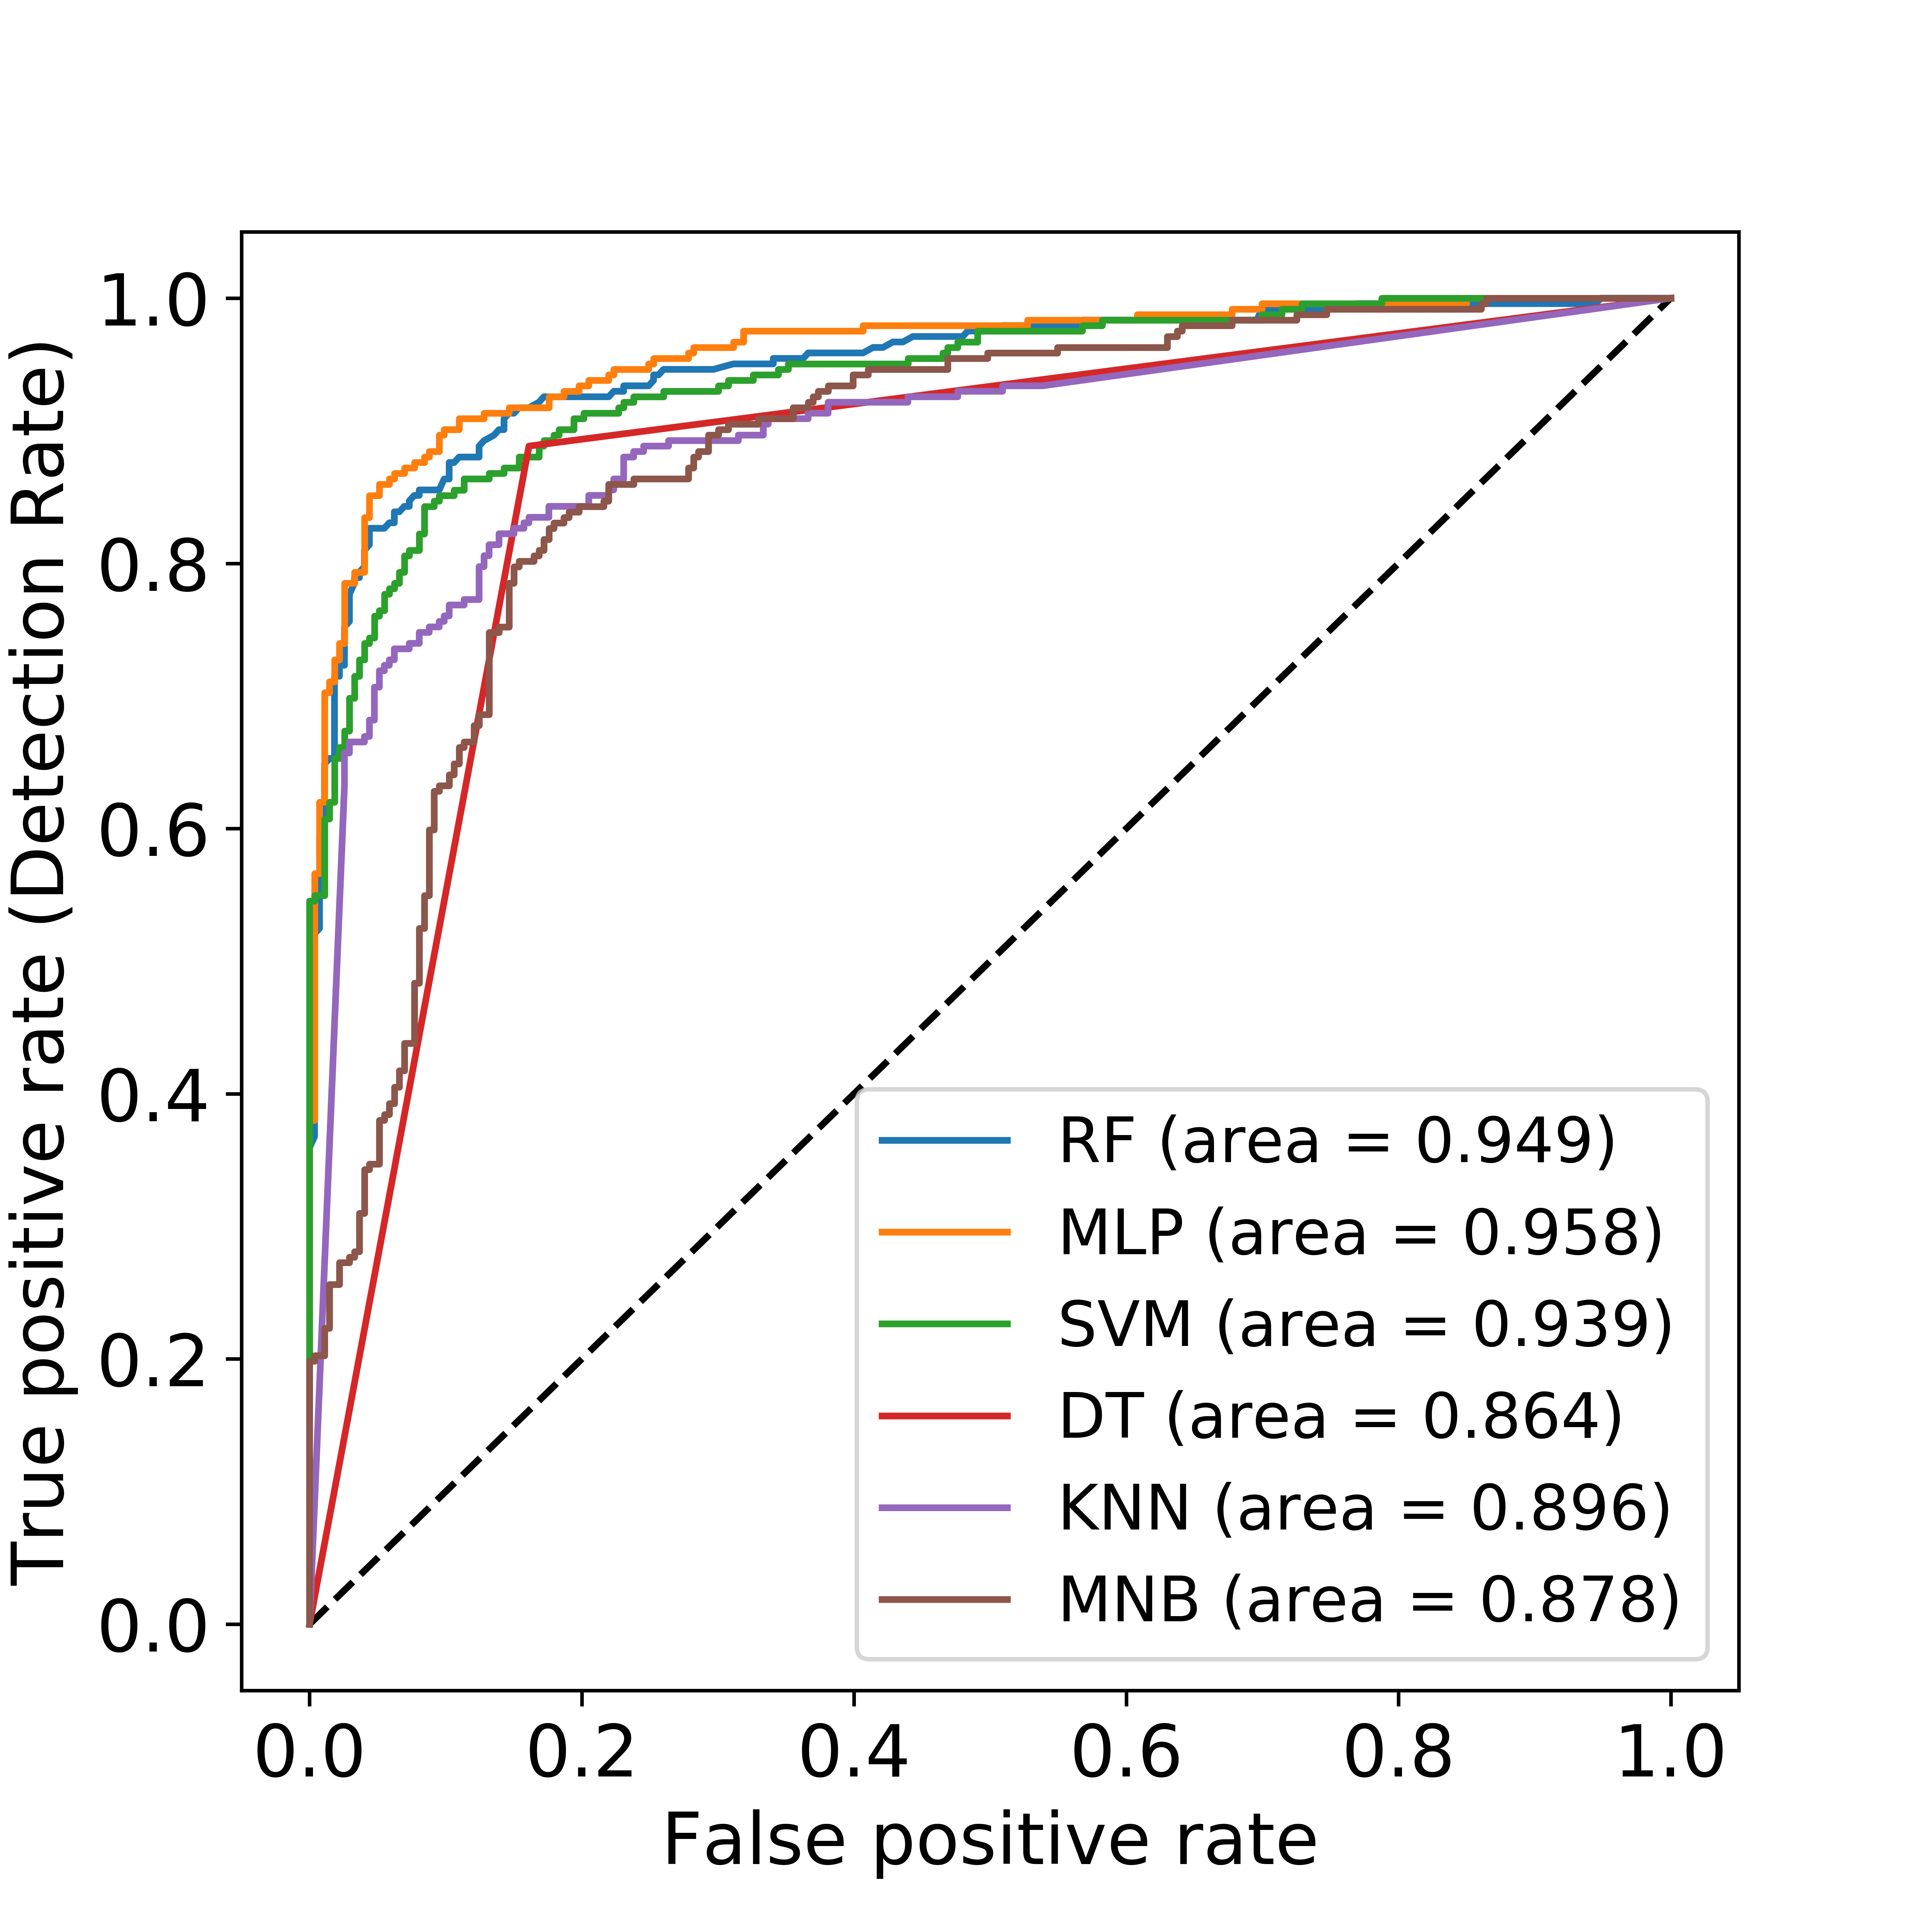 True positive rate (Detection Rate)
1.0
0.8
0.6
0.4
0.2
0.0
RF (area = 0.949)
MLP (area = 0.958)
SVM (area = 0.939)
DT (area = 0.864)
KNN (area = 0.896)
MNB (area = 0.878)
0.0 0.2 0.4 0.6 0.8 1.0
False positive rate